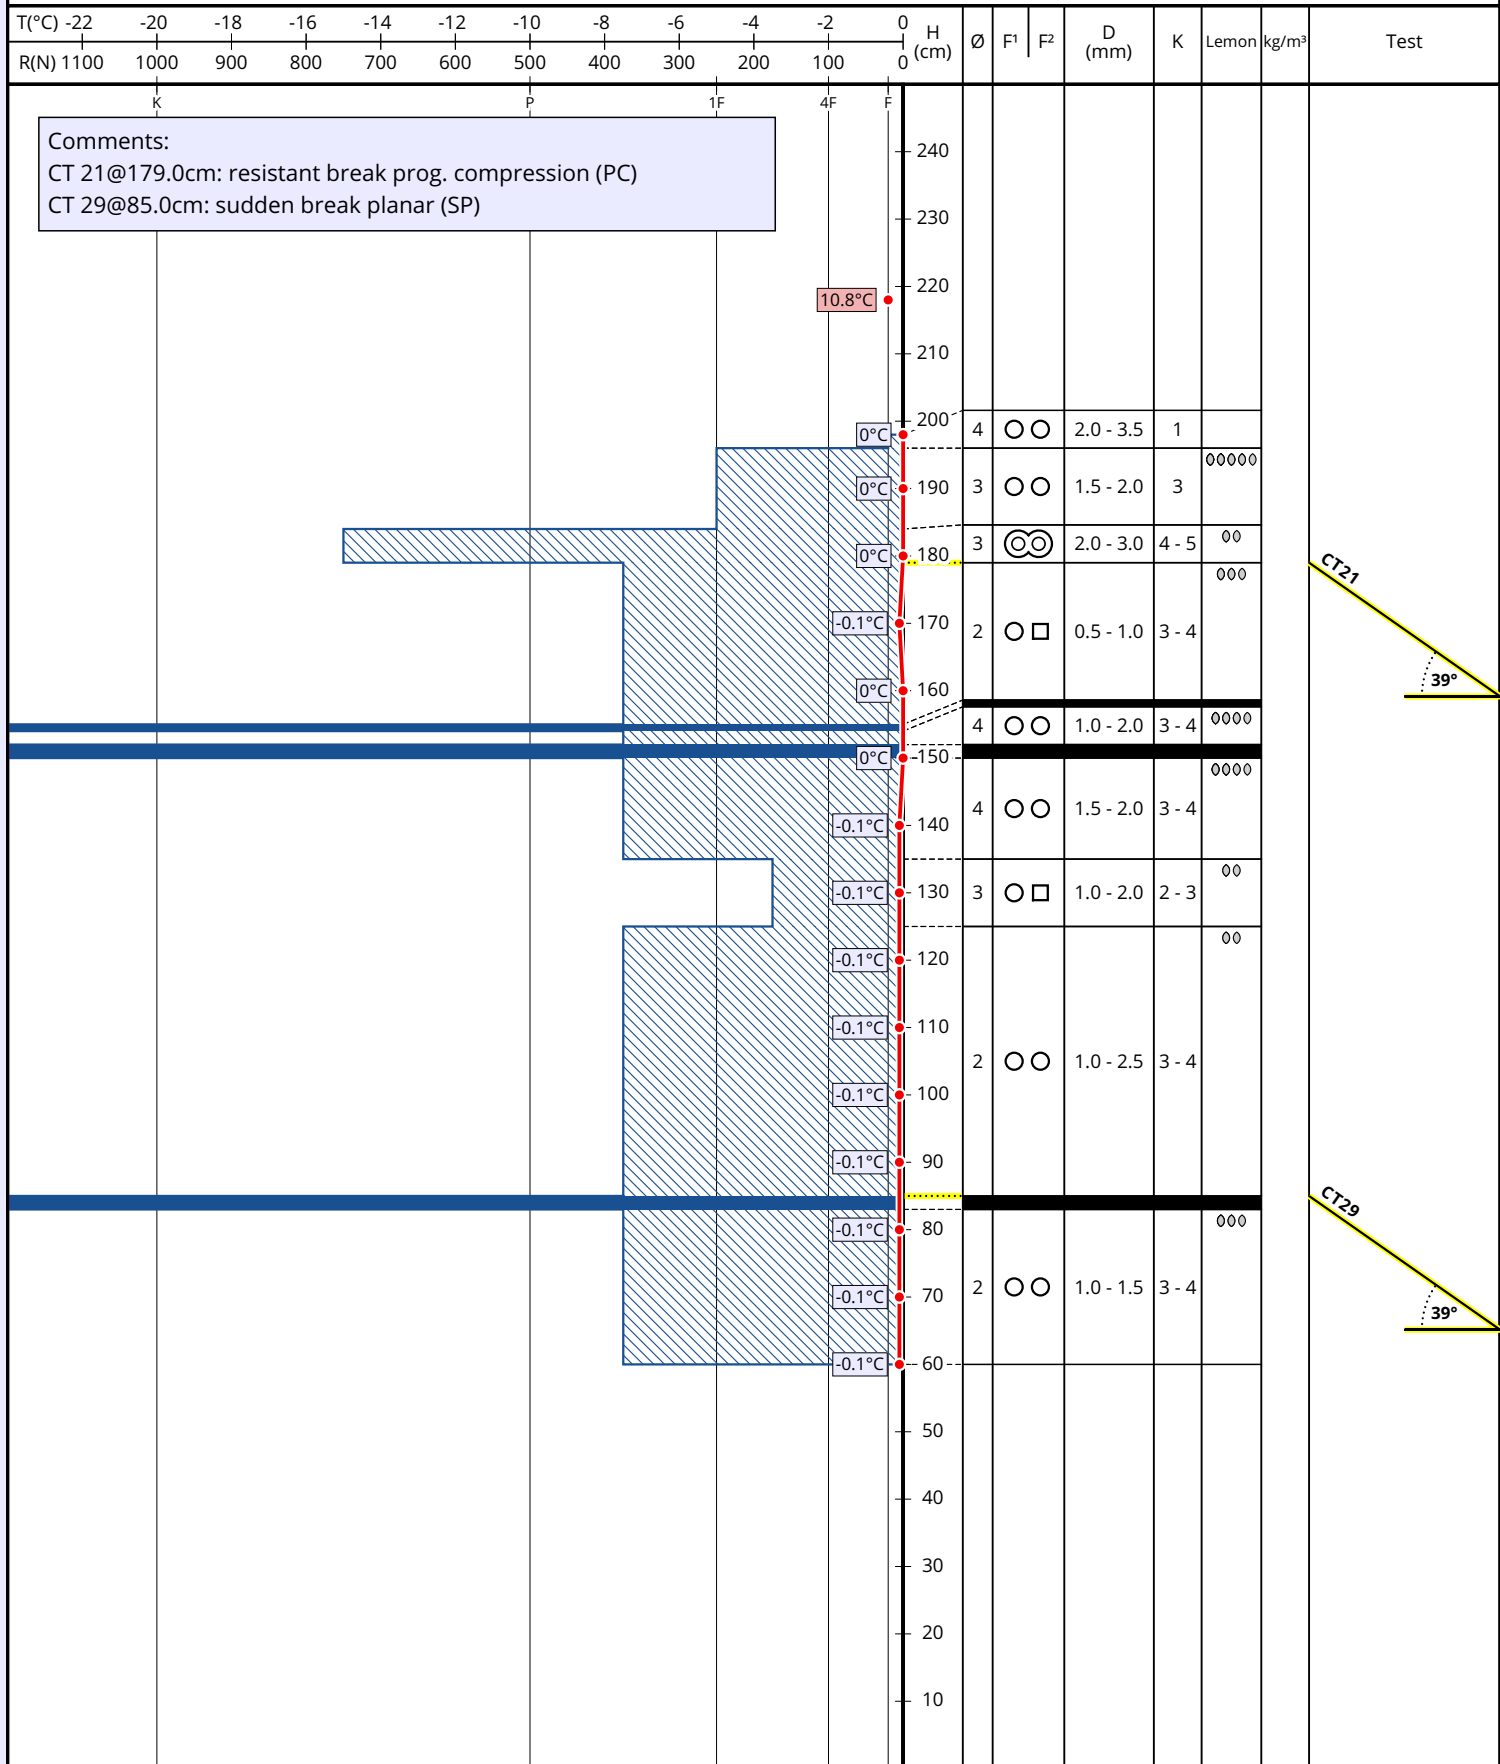 T(°C) -22 -20 -18 -16 -14 -12 -10 -8 -6 -4 -2 0
R(N) 1100 1000 900 800 700 600 500 400 300 200 100 0
H (cm) Ø F¹ F² D (mm) K Lemon kg/m³ Test
K P 1F 4F F
Comments:
CT 21@179.0cm: resistant break prog. compression (PC)
CT 29@85.0cm: sudden break planar (SP)
240
230
220
10.8°C
210
200
0°C 4 2.0 - 3.5 1
0°C 190 3 1.5 - 2.0 3
3 2.0 - 3.0 4 - 5
0°C 180
CT21
-0.1°C 170 2 0.5 - 1.0 3 - 4
39°
0°C 160
4 1.0 - 2.0 3 - 4
0°C 150
4 1.5 - 2.0 3 - 4
-0.1°C 140
-0.1°C 130 3 1.0 - 2.0 2 - 3
-0.1°C 120
-0.1°C 110
2 1.0 - 2.5 3 - 4
-0.1°C 100
-0.1°C 90
CT29
-0.1°C 80
2 1.0 - 1.5 3 - 4
-0.1°C 70
39°
-0.1°C 60
50
40
30
20
10